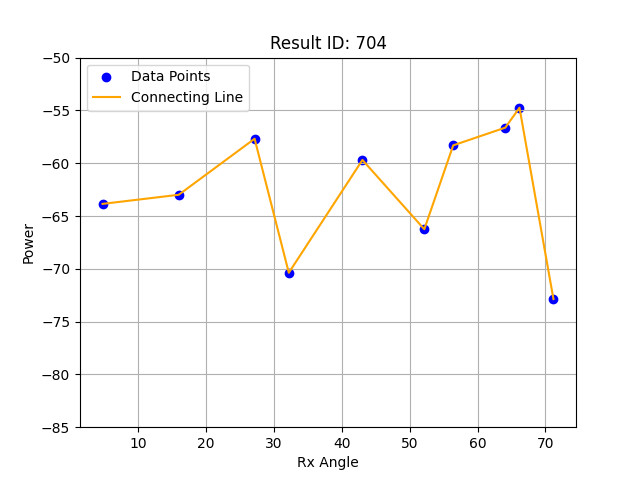 Result ID: 704
Data Points
Connecting Line
Power
−50
−55
−60
−65
−70
−75
−80
−85
10 20 30 40 50 60 70
Rx Angle